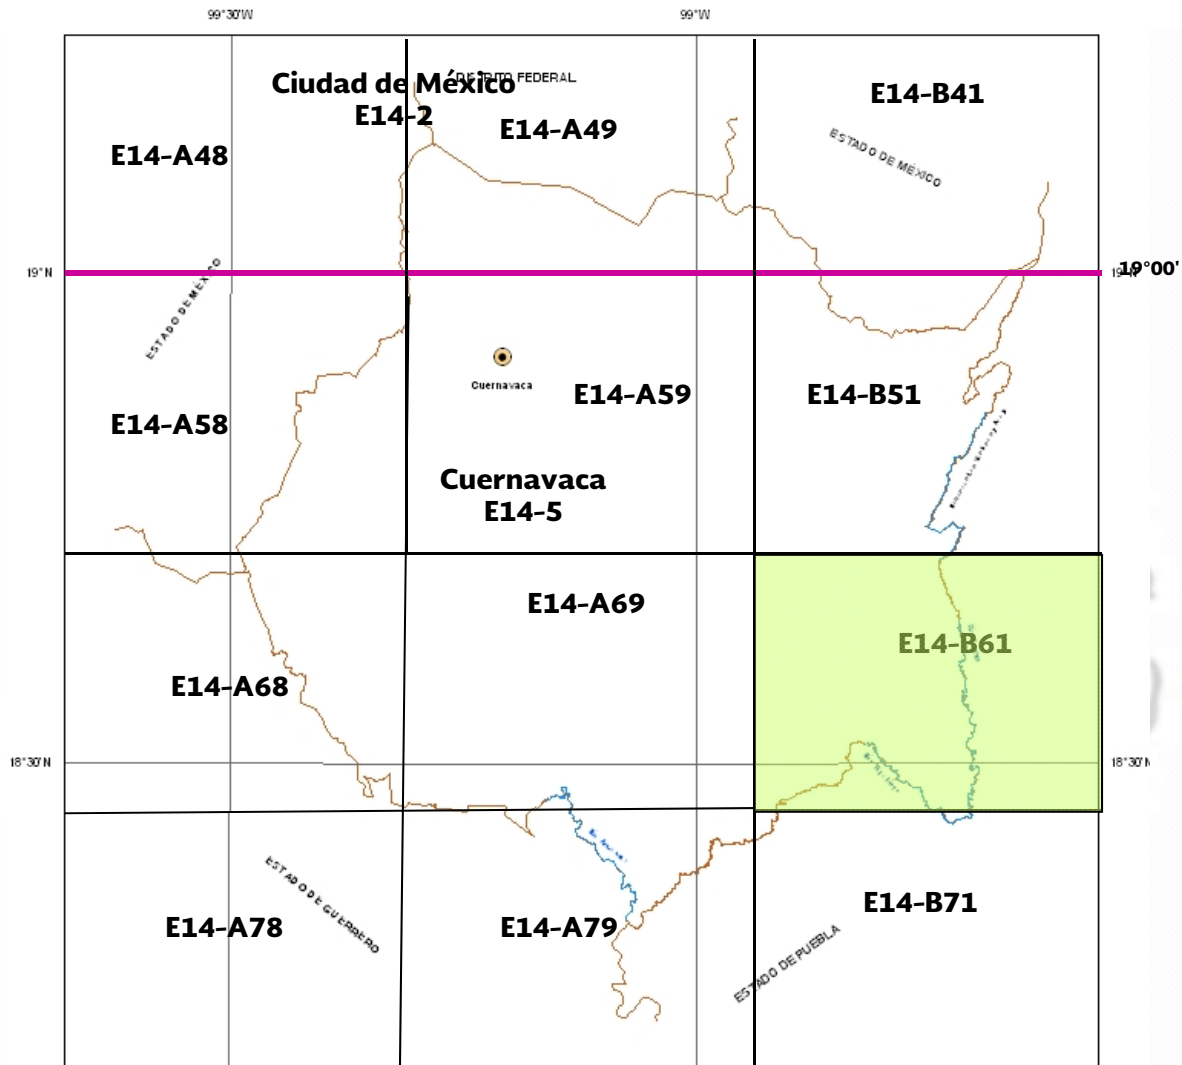 99°30'W
99°W
Ciudad de México
DISTRITO FEDERAL
E14-2
E14-A49
E14-B41
E14-A48
ESTADO DE MÉXICO
19°N
19°00'
ESTADO DE MÉXICO
Cuernavaca
E14-A59
E14-B51
E14-A58
Cuernavaca
E14-5
E14-A69
E14-B61
E14-A68
18°30'N
18°30'N
ESTADO DE GUERRERO
E14-A78
E14-A79
E14-B71
ESTADO DE PUEBLA